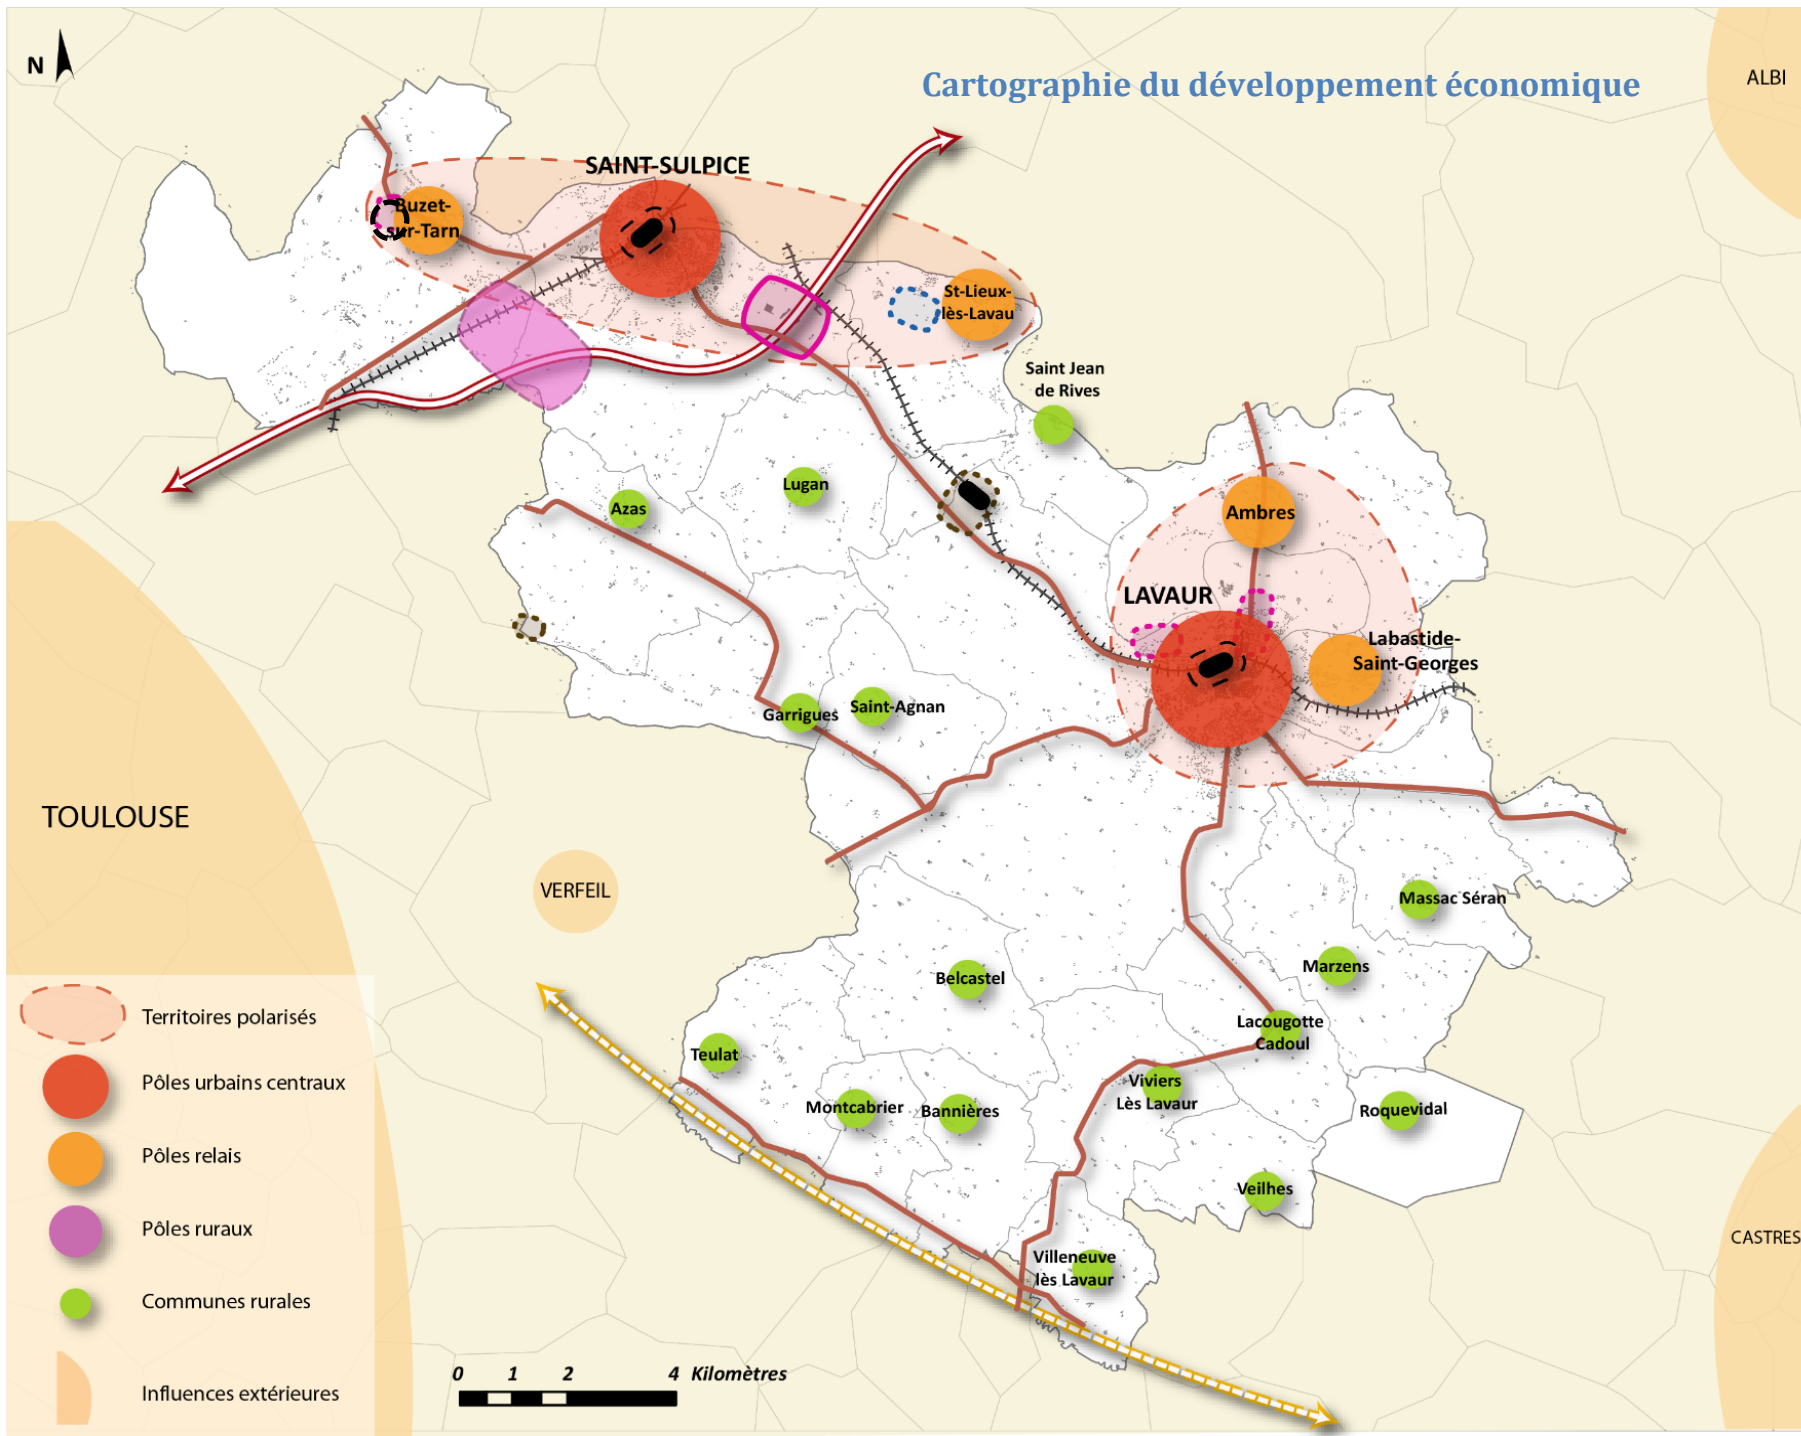 N
Cartographie du développement économique
ALBI
SAINT-SULPICE
Buzet-
sur-Tarn
St-Lieux-
lès-Lavau
Saint Jean
de Rives
Lugan
Azas
Ambres
LAVAUR
Labastide-
Saint-Georges
Garrigues
Saint-Agnan
TOULOUSE
VERFEIL
Massac Séran
Marzens
Belcastel
Lacougotte
Cadoul
Teulat
Viviers
Lès Lavaur
Montcabrier
Bannières
Roquevidal
Veilhes
Villeneuve
lès Lavaur
CASTRES
Territoires polarisés
Pôles urbains centraux
Pôles relais
Pôles ruraux
Communes rurales
Influences extérieures
0 1 2 4 Kilomètres